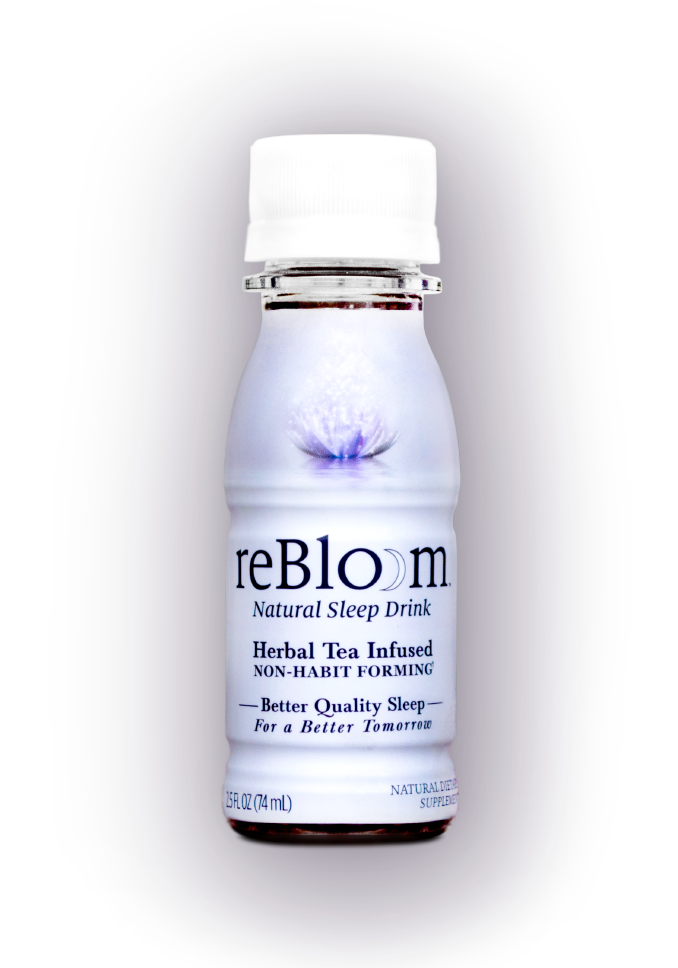 reBloom
Natural Sleep Drink
Herbal Tea Infused
NON-HABIT FORMING†
—Better Quality Sleep—
For a Better Tomorrow
2.5 FL OZ (74 mL)
NATURAL